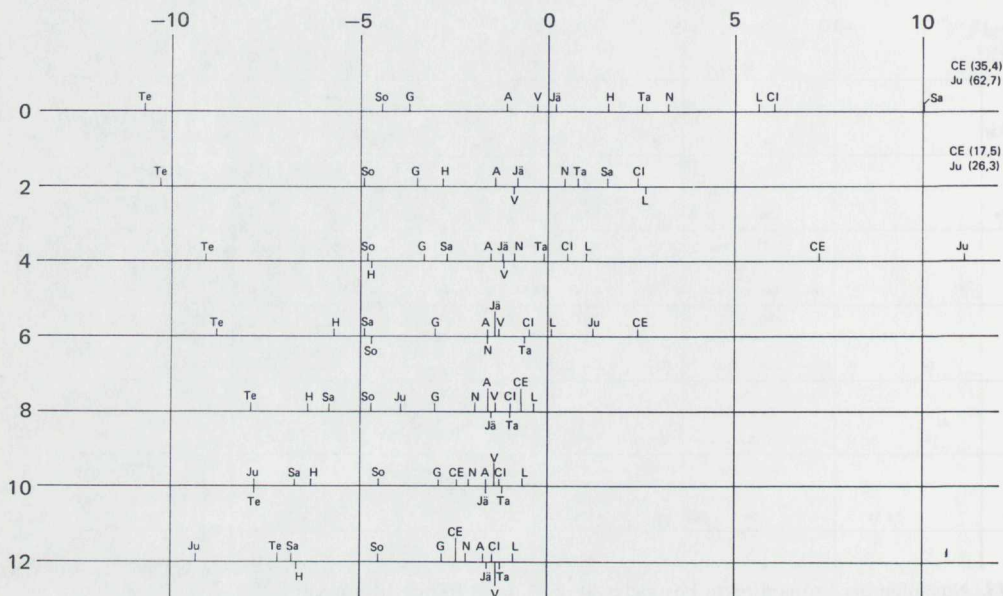 −10 −5 0 5 10
CE (35,4)
Ju (62,7)
Te So G A V Jä H Ta N L Cl Sa
0
CE (17,5)
Ju (26,3)
Te So G H A Jä N Ta Sa Cl
2
V L
Te So G Sa A Jä N Ta Cl L CE Ju
4
H V
Jä
Te H Sa G A V Cl L Ju CE
6
So N Ta
A CE
Te H Sa So Ju G N V Cl L
8
Jä Ta
V
Ju Sa H So G CE N A Cl L
10
Te Jä Ta
CE
Ju Te Sa So G N A Cl L
12
H Jä Ta
V